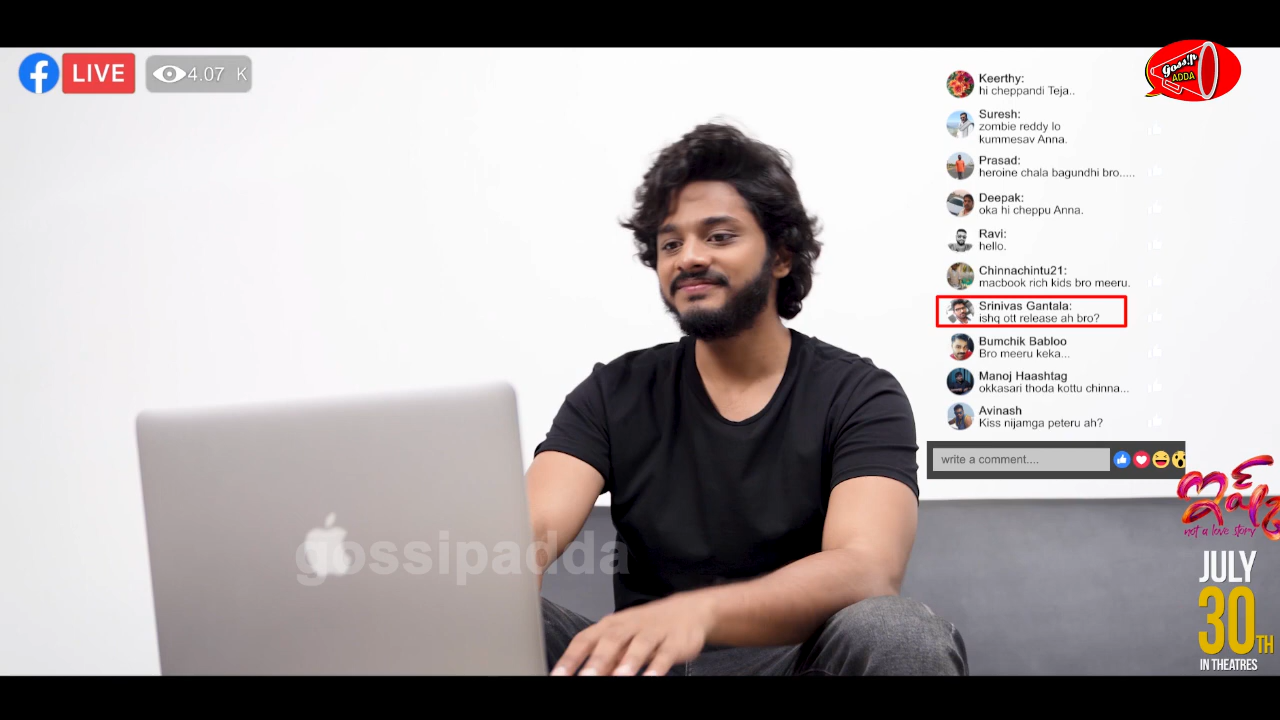 LIVE
4.07 K
Gossip
ADDA
Keerthy:
hi cheppandi Teja..
Suresh:
zombie reddy lo
kummesav Anna.
Prasad:
heroine chala bagundhi bro.....
Deepak:
oka hi cheppu Anna.
Ravi:
hello.
Chinnachintu21:
macbook rich kids bro meeru.
Srinivas Gantala:
ishq ott release ah bro?
Bumchik Babloo
Bro meeru keka...
Manoj Haashtag
okkasari thoda kottu chinna...
Avinash
Kiss nijamga peteru ah?
write a comment....
gossipadda
ఇష్క్
not a love story
JULY
30TH
IN THEATRES